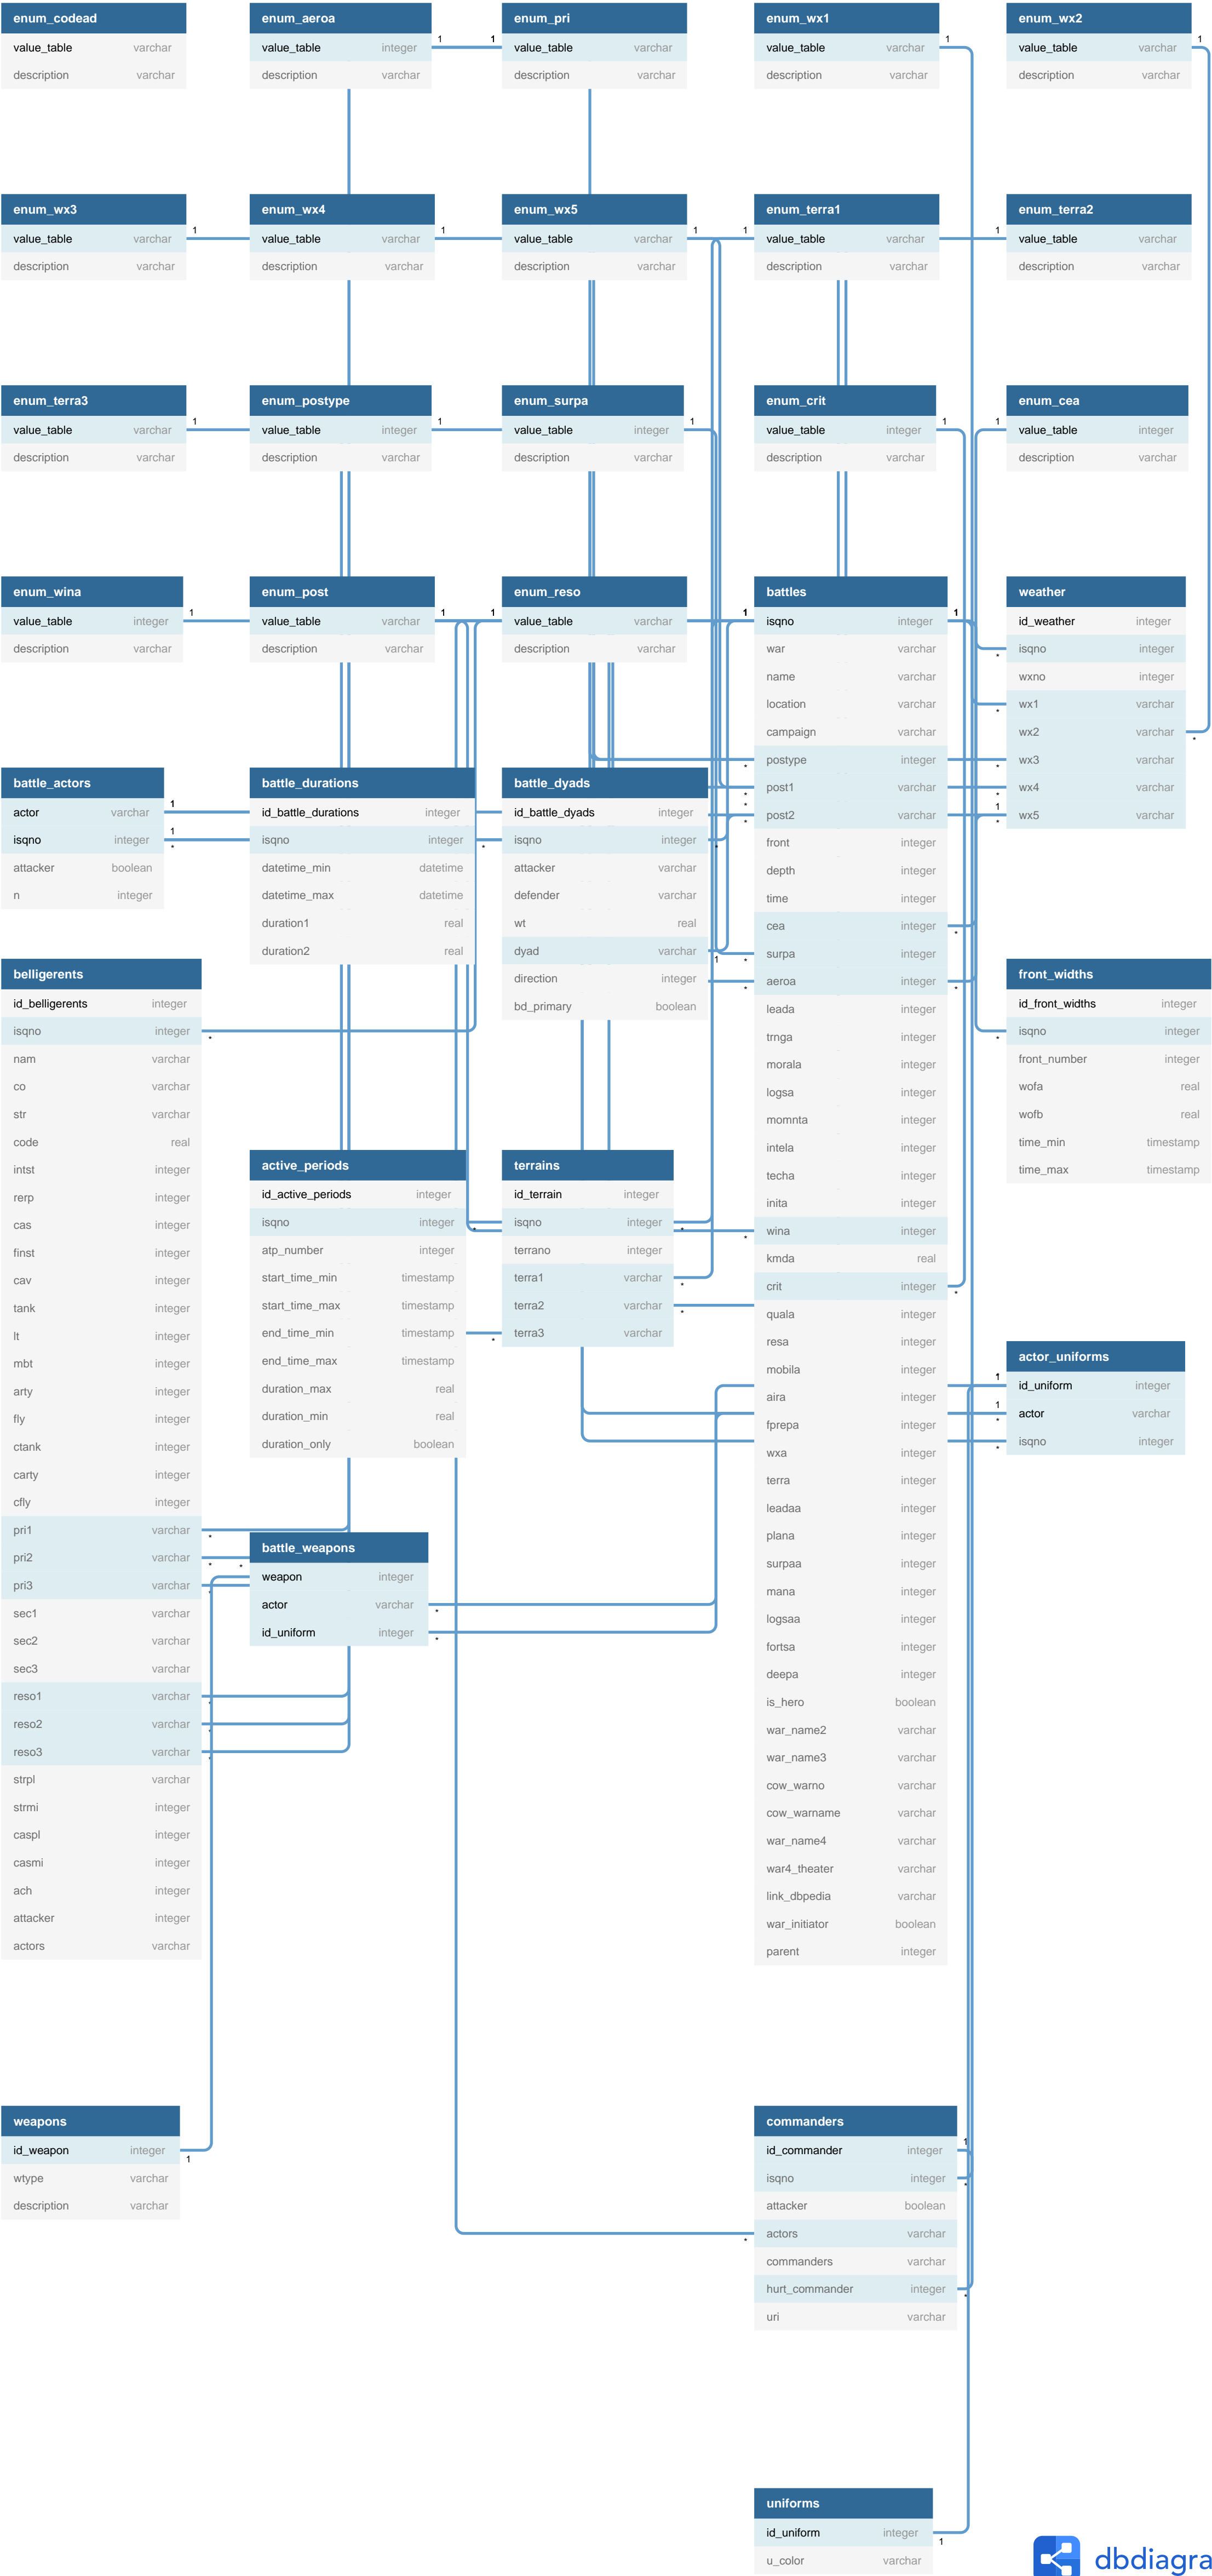 enum_codead
value_table varchar
description varchar
enum_aeroa
value_table integer
description varchar
enum_pri
value_table varchar
description varchar
enum_wx1
value_table varchar
description varchar
enum_wx2
value_table varchar
description varchar
enum_wx3
value_table varchar
description varchar
enum_wx4
value_table varchar
description varchar
enum_wx5
value_table varchar
description varchar
enum_terra1
value_table varchar
description varchar
enum_terra2
value_table varchar
description varchar
enum_terra3
value_table varchar
description varchar
enum_postype
value_table integer
description varchar
enum_surpa
value_table integer
description varchar
enum_crit
value_table integer
description varchar
enum_cea
value_table integer
description varchar
enum_wina
value_table integer
description varchar
enum_post
value_table varchar
description varchar
enum_reso
value_table varchar
description varchar
battles
isqno integer
war varchar
name varchar
location varchar
campaign varchar
postype integer
post1 varchar
post2 varchar
front integer
depth integer
time integer
cea integer
surpa integer
aeroa integer
leada integer
trnga integer
morala integer
logsa integer
momnta integer
intela integer
techa integer
inita integer
wina integer
kmda real
crit integer
quala integer
resa integer
mobila integer
aira integer
fprepa integer
wxa integer
terra integer
leadaa integer
plana integer
surpaa integer
mana integer
logsaa integer
fortsa integer
deepa integer
is_hero boolean
war_name2 varchar
war_name3 varchar
cow_warno varchar
cow_warname varchar
war_name4 varchar
war4_theater varchar
link_dbpedia varchar
war_initiator boolean
parent integer
weather
id_weather integer
isqno integer
wxno integer
wx1 varchar
wx2 varchar
wx3 varchar
wx4 varchar
wx5 varchar
battle_actors
actor varchar
isqno integer
attacker boolean
n integer
battle_durations
id_battle_durations integer
isqno integer
datetime_min datetime
datetime_max datetime
duration1 real
duration2 real
battle_dyads
id_battle_dyads integer
isqno integer
attacker varchar
defender varchar
wt real
dyad varchar
direction integer
bd_primary boolean
belligerents
id_belligerents integer
isqno integer
nam varchar
co varchar
str varchar
code real
intst integer
rerp integer
cas integer
finst integer
cav integer
tank integer
lt integer
mbt integer
arty integer
fly integer
ctank integer
carty integer
cfly integer
pri1 varchar
pri2 varchar
pri3 varchar
sec1 varchar
sec2 varchar
sec3 varchar
reso1 varchar
reso2 varchar
reso3 varchar
strpl varchar
strmi integer
caspl integer
casmi integer
ach integer
attacker integer
actors varchar
front_widths
id_front_widths integer
isqno integer
front_number integer
wofa real
wofb real
time_min timestamp
time_max timestamp
active_periods
id_active_periods integer
isqno integer
atp_number integer
start_time_min timestamp
start_time_max timestamp
end_time_min timestamp
end_time_max timestamp
duration_max real
duration_min real
duration_only boolean
terrains
id_terrain integer
isqno integer
terrano integer
terra1 varchar
terra2 varchar
terra3 varchar
actor_uniforms
id_uniform integer
actor varchar
isqno integer
battle_weapons
weapon integer
actor varchar
id_uniform integer
weapons
id_weapon integer
wtype varchar
description varchar
commanders
id_commander integer
isqno integer
attacker boolean
actors varchar
commanders varchar
hurt_commander integer
uri varchar
uniforms
id_uniform integer
u_color varchar
dbdiagra